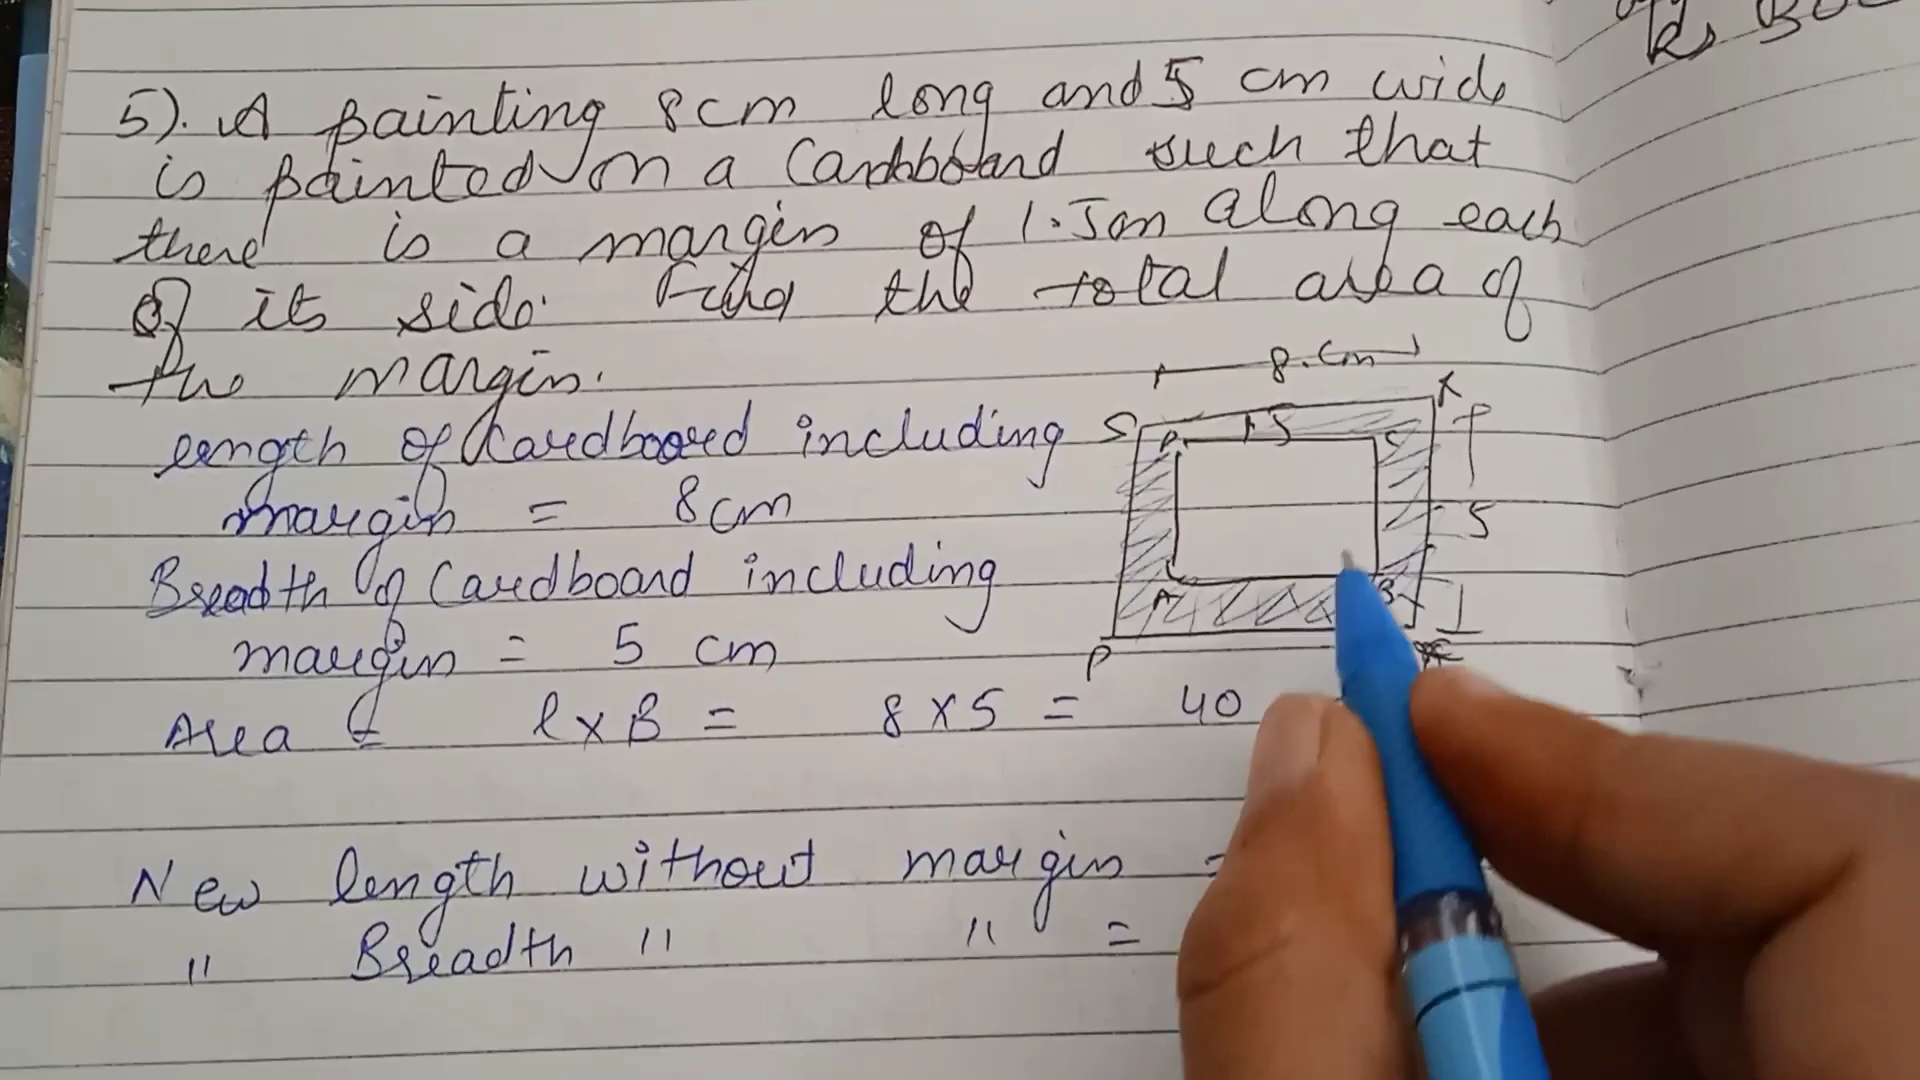 5). A painting 8cm long and 5 cm wide
is painted on a Cardboard such that
there is a margin of 1.5cm along each
of its side. Find the total area of
the margin.
8.cm
S R
D 1.5 C
length of Cardboard including
margin = 8cm
5
Breadth of Cardboard including
A B
margin = 5 cm
P
Area = l x B = 8 x 5 = 40
New length without margin =
" Breadth " " =